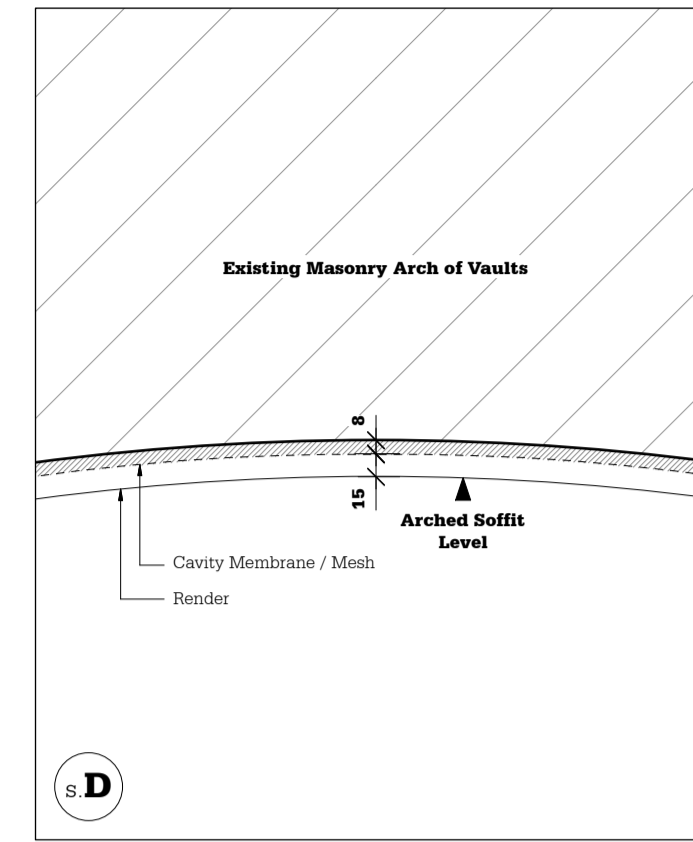 Existing Masonry Arch of Vaults
8
15
Arched Soffit
Level
Cavity Membrane / Mesh
Render
s.D